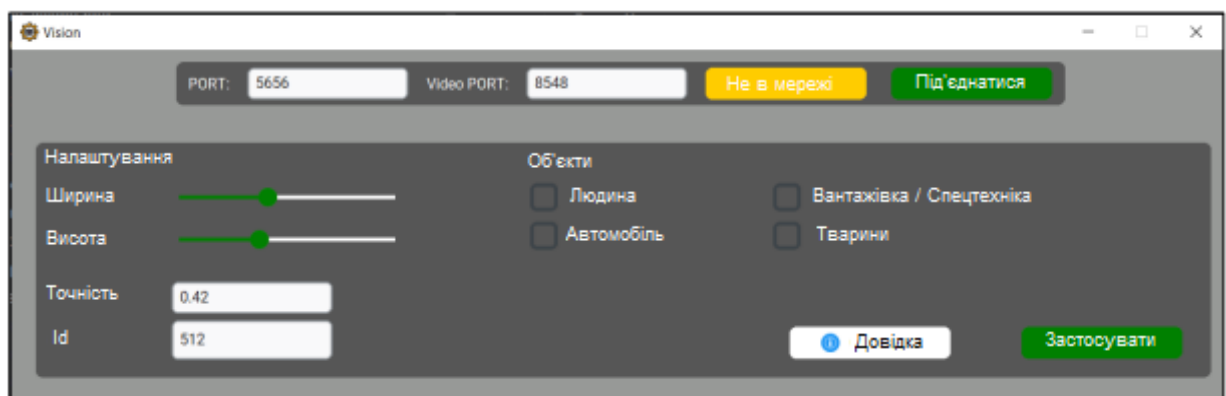 Vision
PORT: 5656 Video PORT: 8548 Не в мережі Під'єднатися
Налаштування Об'єкти
Ширина Людина Вантажівка / Спецтехніка
Висота Автомобіль Тварини
Точність 0.42
Id 512 Довідка Застосувати